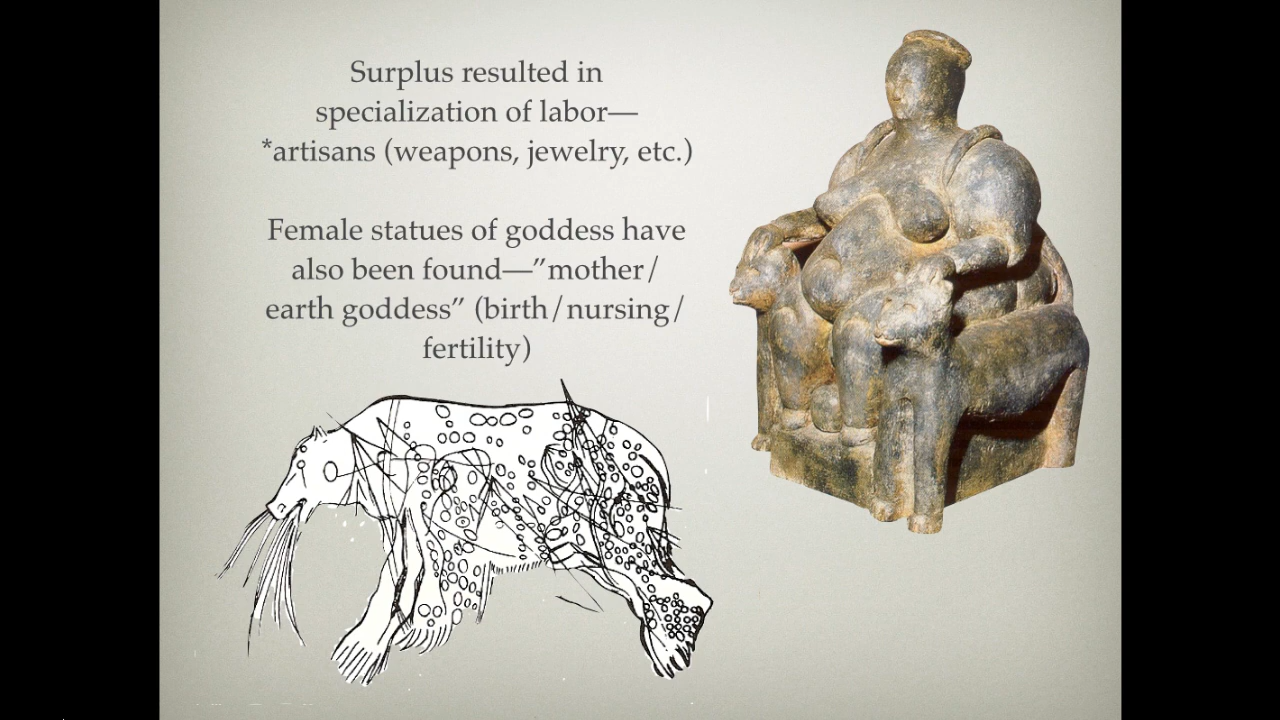 Surplus resulted in
specialization of labor—
*artisans (weapons, jewelry, etc.)
Female statues of goddess have
also been found—”mother/
earth goddess” (birth/nursing/
fertility)